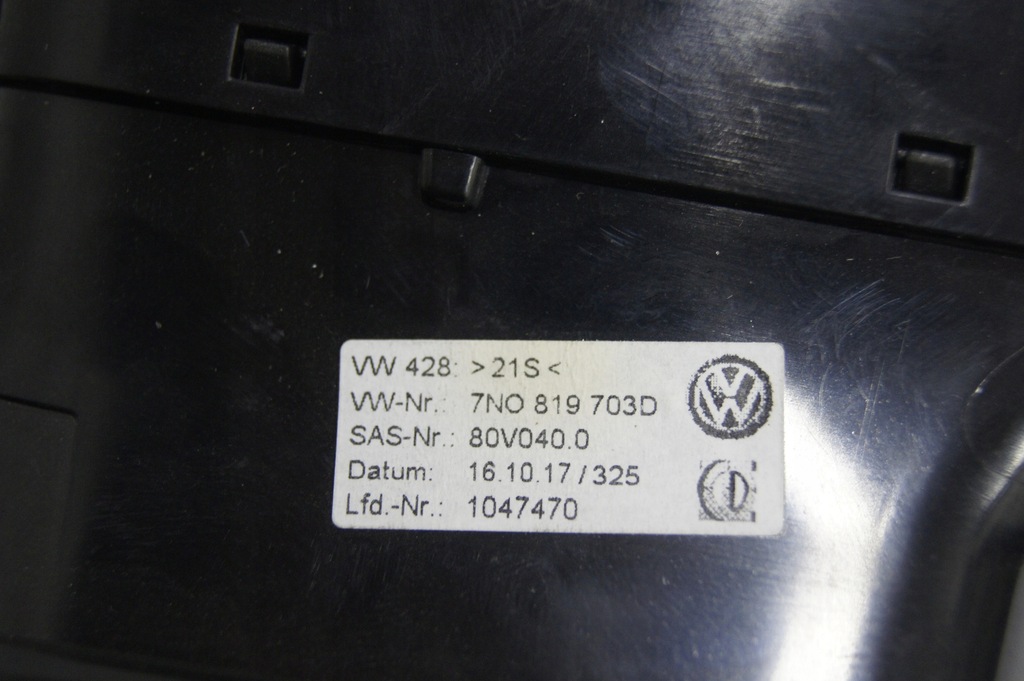 VW 428: >21S<
VW-Nr.: 7NO 819 703D
SAS-Nr.: 80V040.0
Datum: 16.10.17/325
Lfd.-Nr.: 1047470